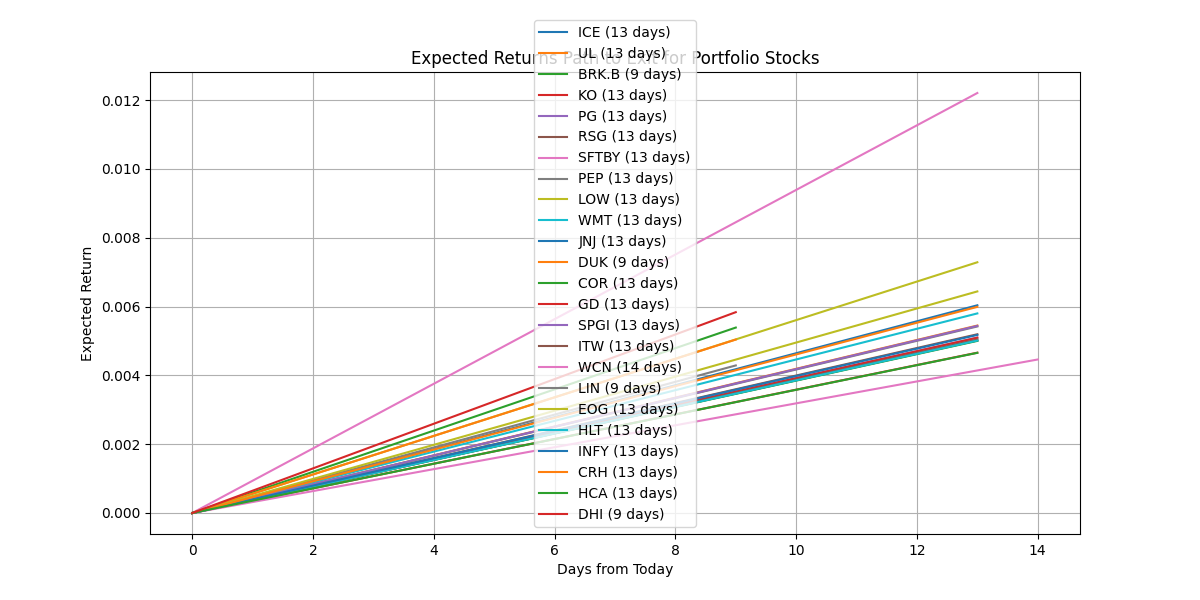 Expected Returns Path to Exit for Portfolio Stocks
ICE (13 days)
UL (13 days)
BRK.B (9 days)
KO (13 days)
PG (13 days)
RSG (13 days)
SFTBY (13 days)
PEP (13 days)
LOW (13 days)
WMT (13 days)
JNJ (13 days)
DUK (9 days)
COR (13 days)
GD (13 days)
SPGI (13 days)
ITW (13 days)
WCN (14 days)
LIN (9 days)
EOG (13 days)
HLT (13 days)
INFY (13 days)
CRH (13 days)
HCA (13 days)
DHI (9 days)
Expected Return
0.012
0.010
0.008
0.006
0.004
0.002
0.000
0 2 4 6 8 10 12 14
Days from Today